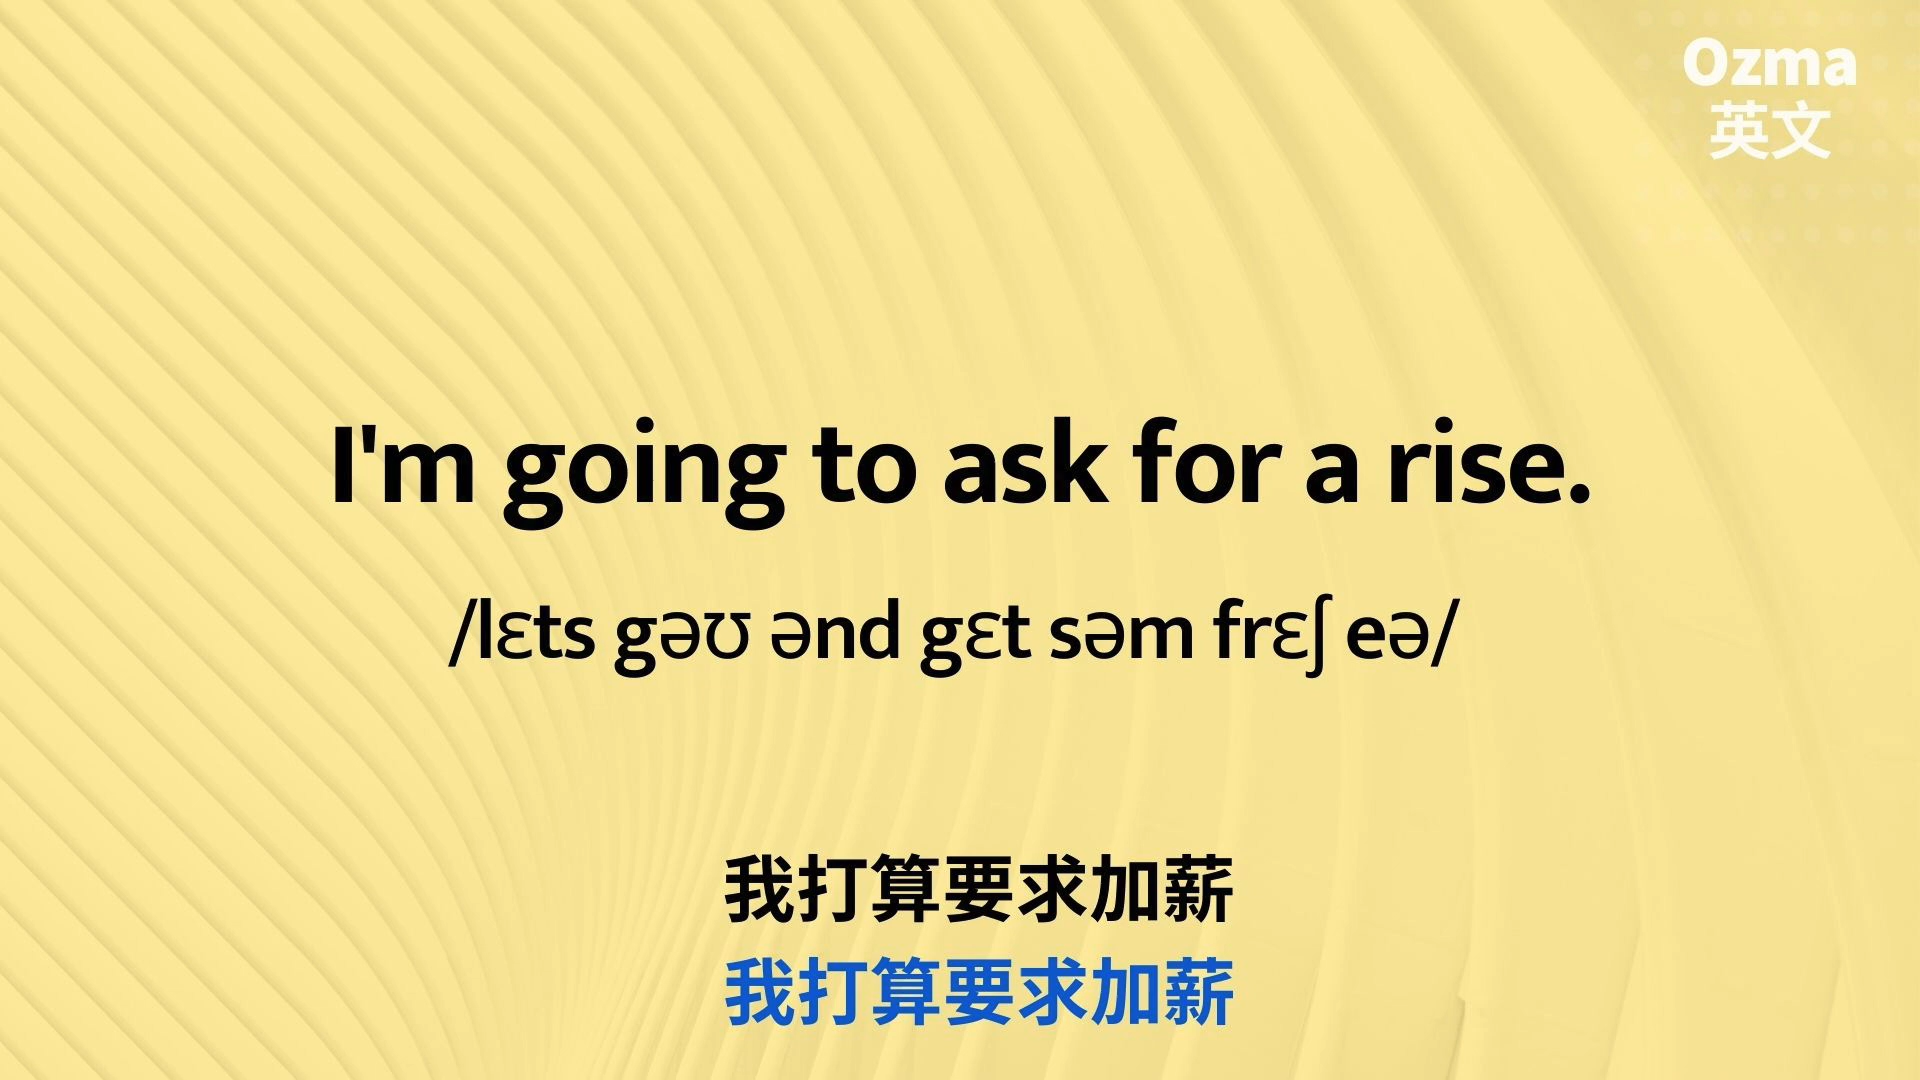 Ozma
英文
I'm going to ask for a rise.
/lɛts gəʊ ənd gɛt səm frɛʃ eə/
我打算要求加薪
我打算要求加薪